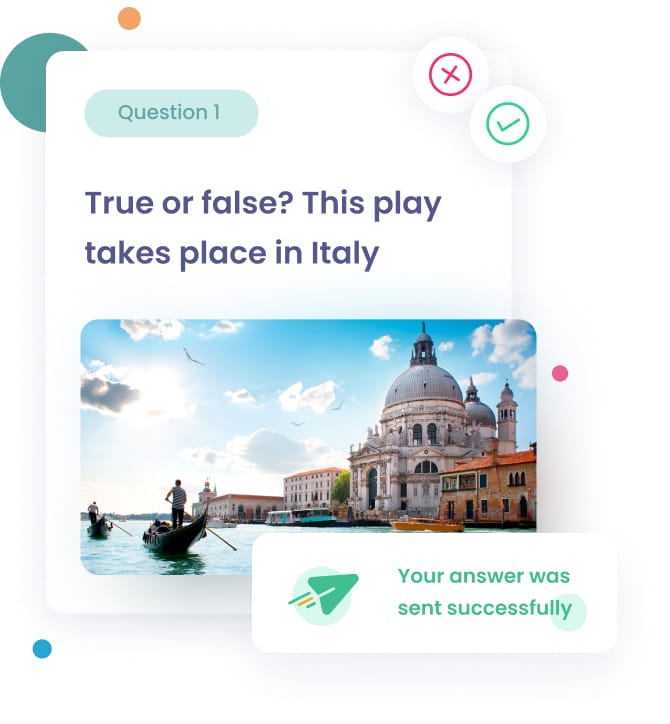 Question 1
True or false? This play
takes place in Italy
Your answer was
sent successfully